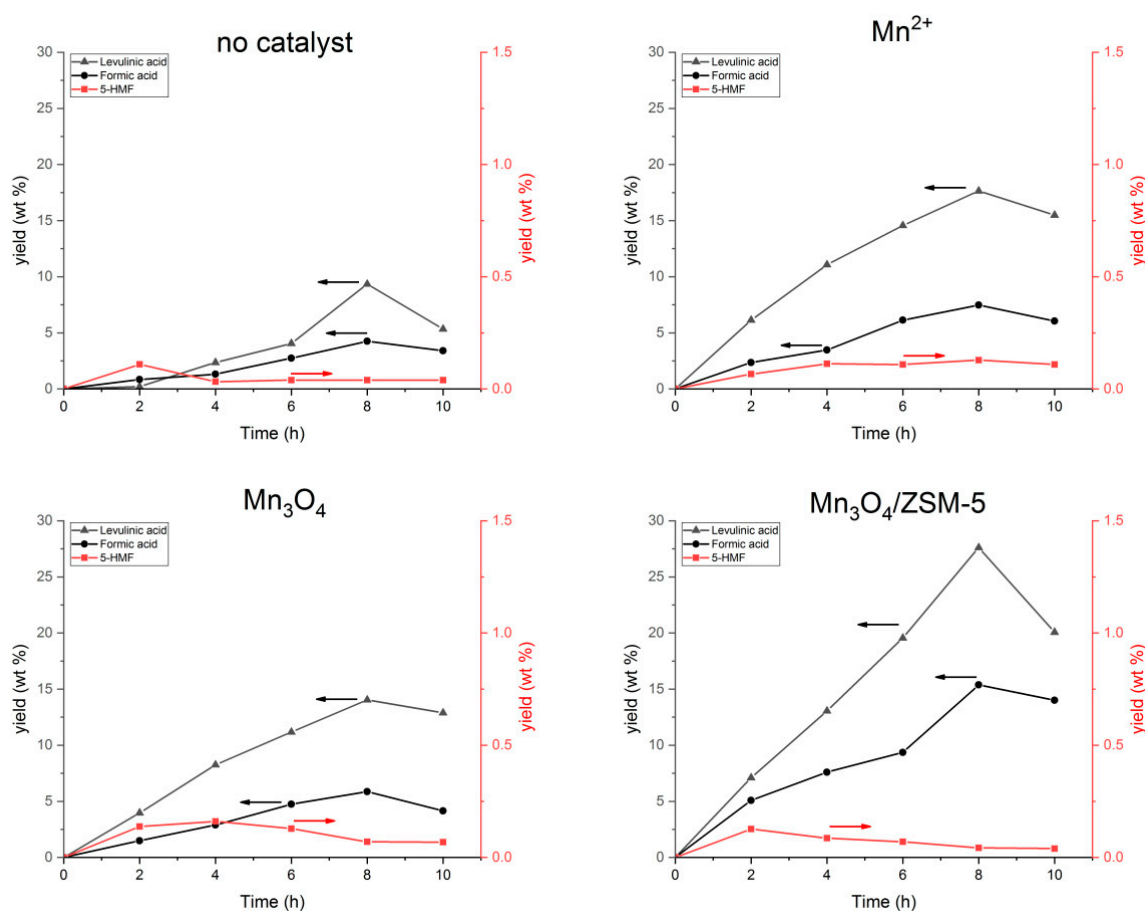 no catalyst
Levulinic acid
Formic acid
5-HMF
yield (wt %)
30
25
20
15
10
5
0
1.5
1.0
0.5
0.0
yield (wt %)
0 2 4 6 8 10
Time (h)
Mn²⁺
Levulinic acid
Formic acid
5-HMF
yield (wt %)
30
25
20
15
10
5
0
1.5
1.0
0.5
0.0
yield (wt %)
0 2 4 6 8 10
Time (h)
Mn₃O₄
Levulinic acid
Formic acid
5-HMF
yield (wt %)
30
25
20
15
10
5
0
1.5
1.0
0.5
0.0
yield (wt %)
0 2 4 6 8 10
Time (h)
Mn₃O₄/ZSM-5
Levulinic acid
Formic acid
5-HMF
yield (wt %)
30
25
20
15
10
5
0
1.5
1.0
0.5
0.0
yield (wt %)
0 2 4 6 8 10
Time (h)